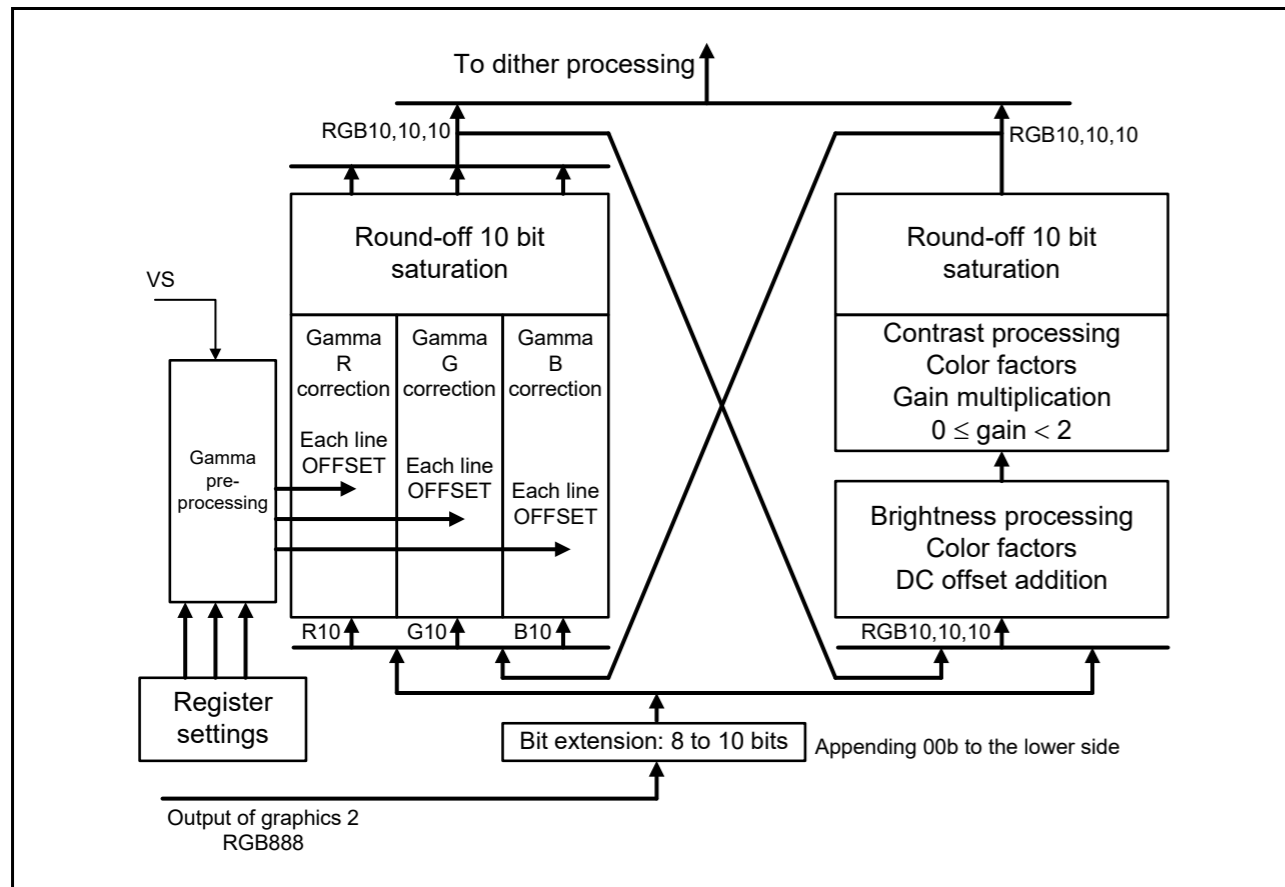 To dither processing
RGB10,10,10
RGB10,10,10
Round-off 10 bit
saturation
Round-off 10 bit
saturation
VS
Gamma
R
correction
Gamma
G
correction
Gamma
B
correction
Contrast processing
Color factors
Gain multiplication
0 ≤ gain < 2
Each line
OFFSET
Each line
OFFSET
Each line
OFFSET
Gamma
pre-
processing
Brightness processing
Color factors
DC offset addition
R10
G10
B10
RGB10,10,10
Register
settings
Bit extension: 8 to 10 bits
Appending 00b to the lower side
Output of graphics 2
RGB888